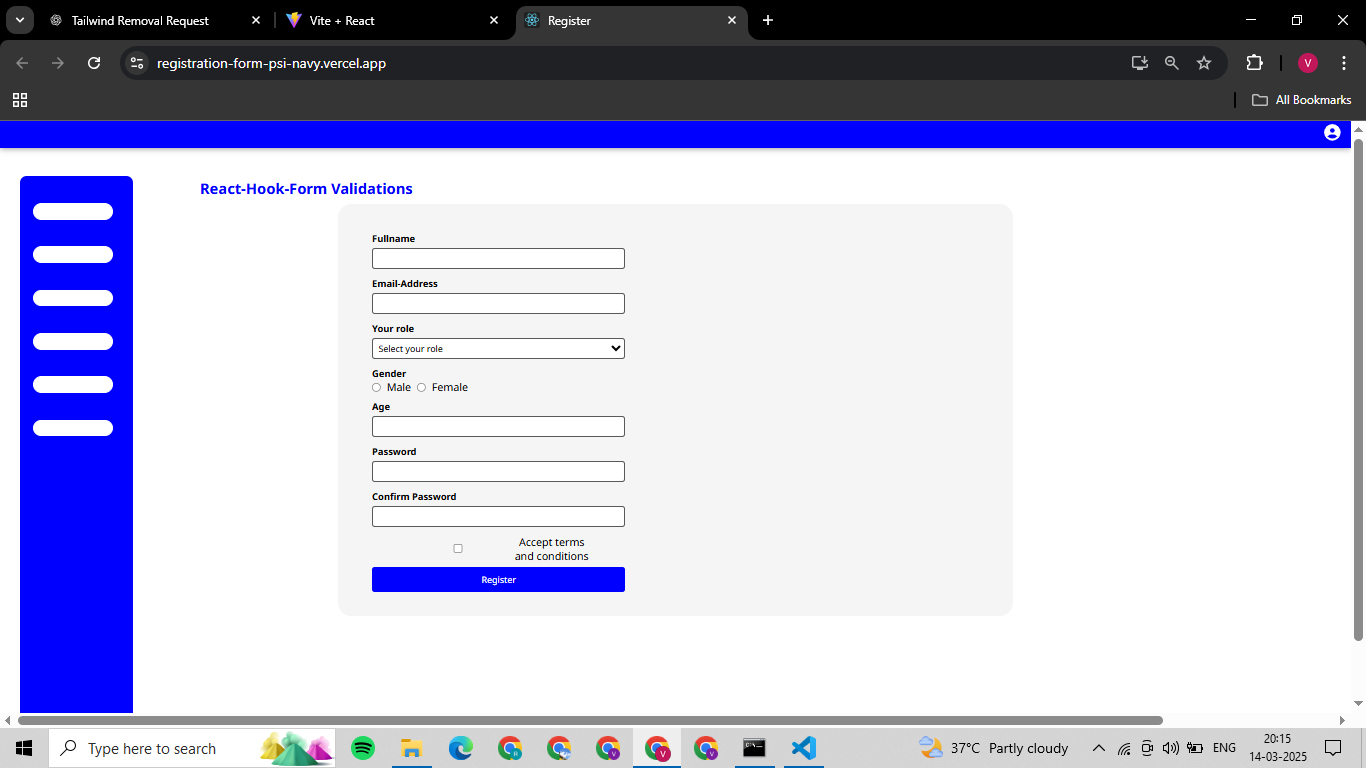 Tailwind Removal Request
Vite + React
Register
registration-form-psi-navy.vercel.app
V
All Bookmarks
React-Hook-Form Validations
Fullname
Email-Address
Your role
Select your role
Gender
Male Female
Age
Password
Confirm Password
Accept terms
and conditions
Register
Type here to search
37°C Partly cloudy
ENG
20:15
14-03-2025